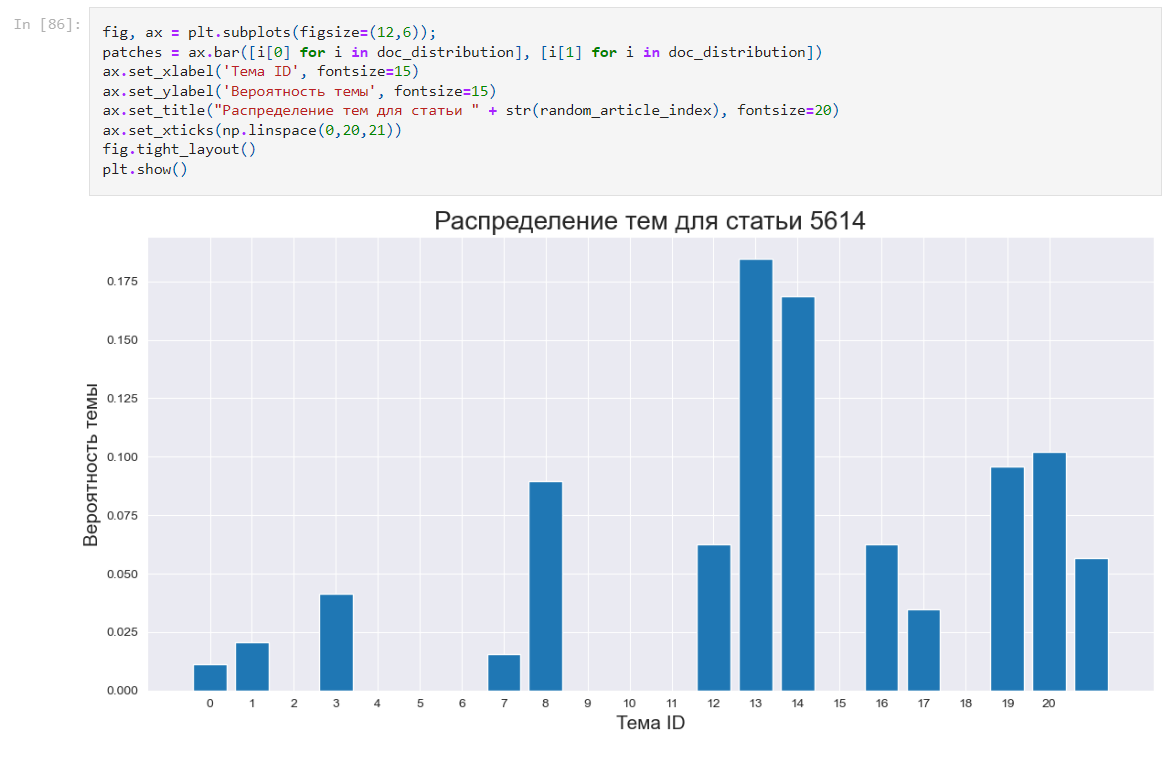 In [86]:
fig, ax = plt.subplots(figsize=(12,6));
patches = ax.bar([i[0] for i in doc_distribution], [i[1] for i in doc_distribution])
ax.set_xlabel('Тема ID', fontsize=15)
ax.set_ylabel('Вероятность темы', fontsize=15)
ax.set_title("Распределение тем для статьи " + str(random_article_index), fontsize=20)
ax.set_xticks(np.linspace(0,20,21))
fig.tight_layout()
plt.show()
Распределение тем для статьи 5614
Вероятность темы
0.175
0.150
0.125
0.100
0.075
0.050
0.025
0.000
0 1 2 3 4 5 6 7 8 9 10 11 12 13 14 15 16 17 18 19 20
Тема ID